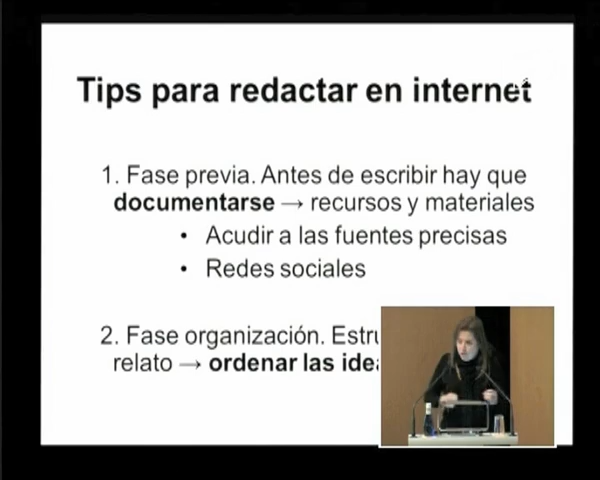 Tips para redactar en internet
1. Fase previa. Antes de escribir hay que
documentarse → recursos y materiales
• Acudir a las fuentes precisas
• Redes sociales
2. Fase organización.
relato → ordenar las